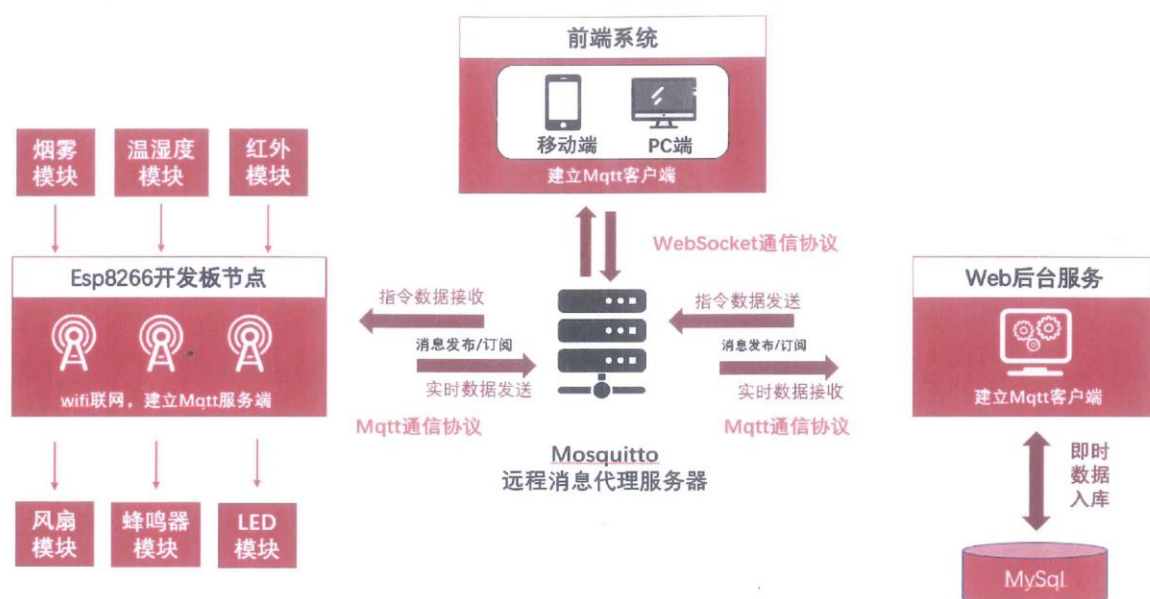 前端系统
移动端
PC端
建立Mqtt客户端
烟雾
模块
温湿度
模块
红外
模块
WebSocket通信协议
Esp8266开发板节点
wifi联网，建立Mqtt服务端
指令数据接收
消息发布/订阅
实时数据发送
Mqtt通信协议
指令数据发送
消息发布/订阅
实时数据接收
Mqtt通信协议
Web后台服务
建立Mqtt客户端
Mosquitto
远程消息代理服务器
即时
数据
入库
风扇
模块
蜂鸣器
模块
LED
模块
MySql